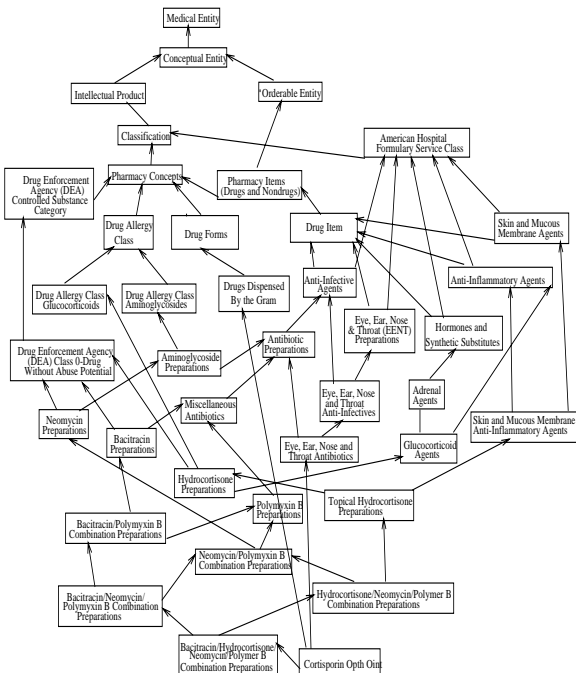 Medical Entity
Conceptual Entity
Intellectual Product
*Orderable Entity
Classification
American Hospital
Formulary Service Class
Drug Enforcement
Agency (DEA)
Controlled Substance
Category
Pharmacy Concepts
Pharmacy Items
(Drugs and Nondrugs)
Drug Allergy
Class
Drug Forms
Drug Item
Skin and Mucous
Membrane Agents
Drug Allergy Class
Glucocorticoids
Drug Allergy Class
Aminoglycosides
Drugs Dispensed
By the Gram
Anti-Infective
Agents
Anti-Inflammatory Agents
Eye, Ear, Nose
& Throat (EENT)
Preparations
Hormones and
Synthetic Substitutes
Drug Enforcement Agency
(DEA) Class 0-Drug
Without Abuse Potential
Aminoglycoside
Preparations
Antibiotic
Preparations
Neomycin
Preparations
Bacitracin
Preparations
Miscellaneous
Antibiotics
Eye, Ear, Nose
and Throat
Anti-Infectives
Adrenal
Agents
Skin and Mucous Membrane
Anti-Inflammatory Agents
Eye, Ear, Nose and
Throat Antibiotics
Glucocorticoid
Agents
Hydrocortisone
Preparations
Polymyxin B
Preparations
Topical Hydrocortisone
Preparations
Bacitracin/Polymyxin B
Combination Preparations
Neomycin/Polymyxin B
Combination Preparations
Bacitracin/Neomycin/
Polymyxin B Combination
Preparations
Hydrocortisone/Neomycin/Polymer B
Combination Preparations
Bacitracin/Hydrocortisone/
Neomycin/Polymer B
Combination Preparations
Cortisporin Opth Oint